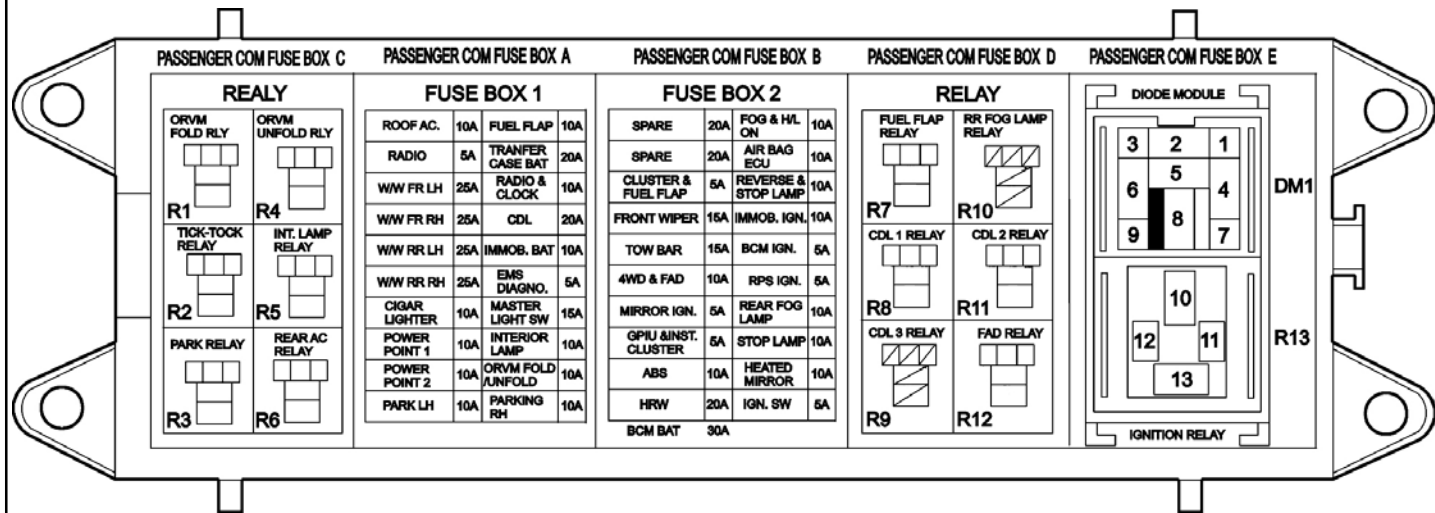 PASSENGER COM FUSE BOX C
PASSENGER COM FUSE BOX A
PASSENGER COM FUSE BOX B
PASSENGER COM FUSE BOX D
PASSENGER COM FUSE BOX E
REALY
ORVM
FOLD RLY
R1
ORVM
UNFOLD RLY
R4
TICK-TOCK
RELAY
R2
INT. LAMP
RELAY
R5
PARK RELAY
R3
REAR AC
RELAY
R6
FUSE BOX 1
ROOF AC. 10A FUEL FLAP 10A
RADIO 5A TRANFER
CASE BAT 20A
W/W FR LH 25A RADIO &
CLOCK 10A
W/W FR RH 25A CDL 20A
W/W RR LH 25A IMMOB. BAT 10A
W/W RR RH 25A EMS
DIAGNO. 5A
CIGAR
LIGHTER 10A MASTER
LIGHT SW 15A
POWER
POINT 1 10A INTERIOR
LAMP 10A
POWER
POINT 2 10A ORVM FOLD
/UNFOLD 10A
PARK LH 10A PARKING
RH 10A
FUSE BOX 2
SPARE 20A FOG & H/L
ON 10A
SPARE 20A AIR BAG
ECU 10A
CLUSTER &
FUEL FLAP 5A REVERSE &
STOP LAMP 10A
FRONT WIPER 15A IMMOB. IGN. 10A
TOW BAR 15A BCM IGN. 5A
4WD & FAD 10A RPS IGN. 5A
MIRROR IGN. 5A REAR FOG
LAMP 10A
GPIU &INST.
CLUSTER 5A STOP LAMP 10A
ABS 10A HEATED
MIRROR 10A
HRW 20A IGN. SW 5A
BCM BAT 30A
RELAY
FUEL FLAP
RELAY
R7
RR FOG LAMP
RELAY
R10
CDL 1 RELAY
R8
CDL 2 RELAY
R11
CDL 3 RELAY
R9
FAD RELAY
R12
DIODE MODULE
3 2 1
5
6 4
8
9 7
DM1
10
12 11
13
R13
IGNITION RELAY